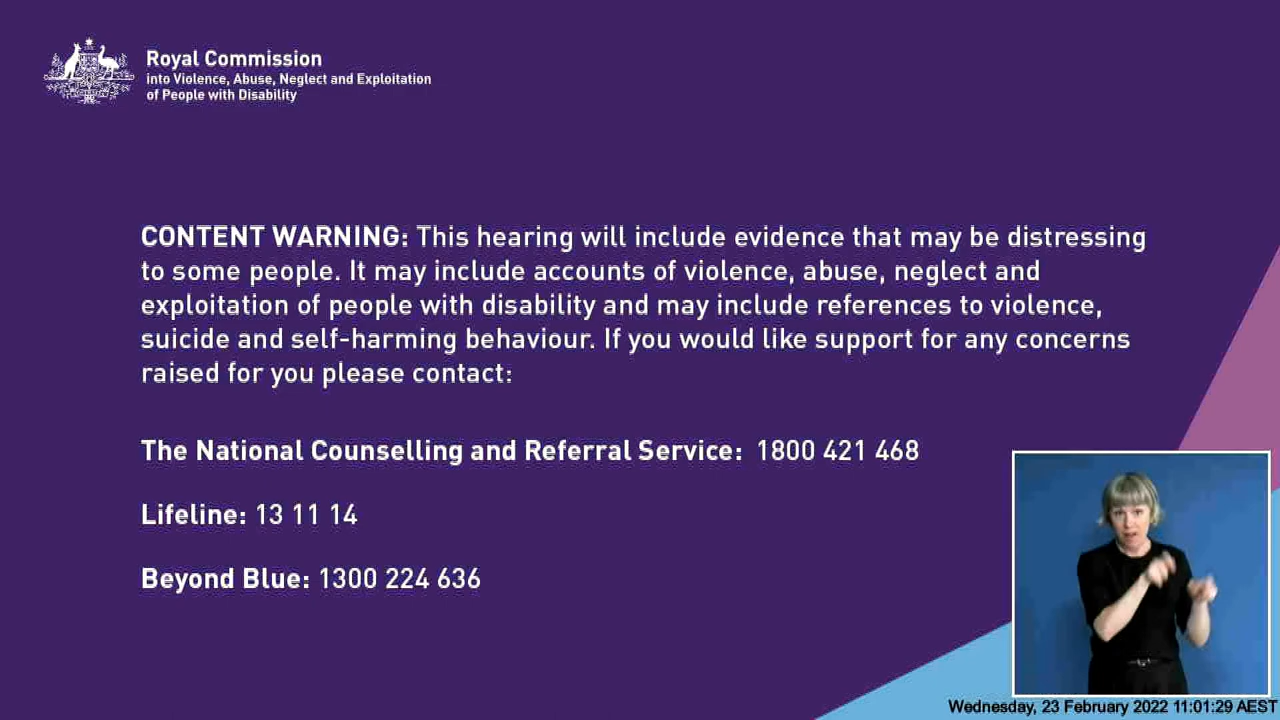 Royal Commission
into Violence, Abuse, Neglect and Exploitation
of People with Disability
CONTENT WARNING: This hearing will include evidence that may be distressing
to some people. It may include accounts of violence, abuse, neglect and
exploitation of people with disability and may include references to violence,
suicide and self-harming behaviour. If you would like support for any concerns
raised for you please contact:
The National Counselling and Referral Service: 1800 421 468
Lifeline: 13 11 14
Beyond Blue: 1300 224 636
Wednesday, 23 February 2022 11:01:29 AEST